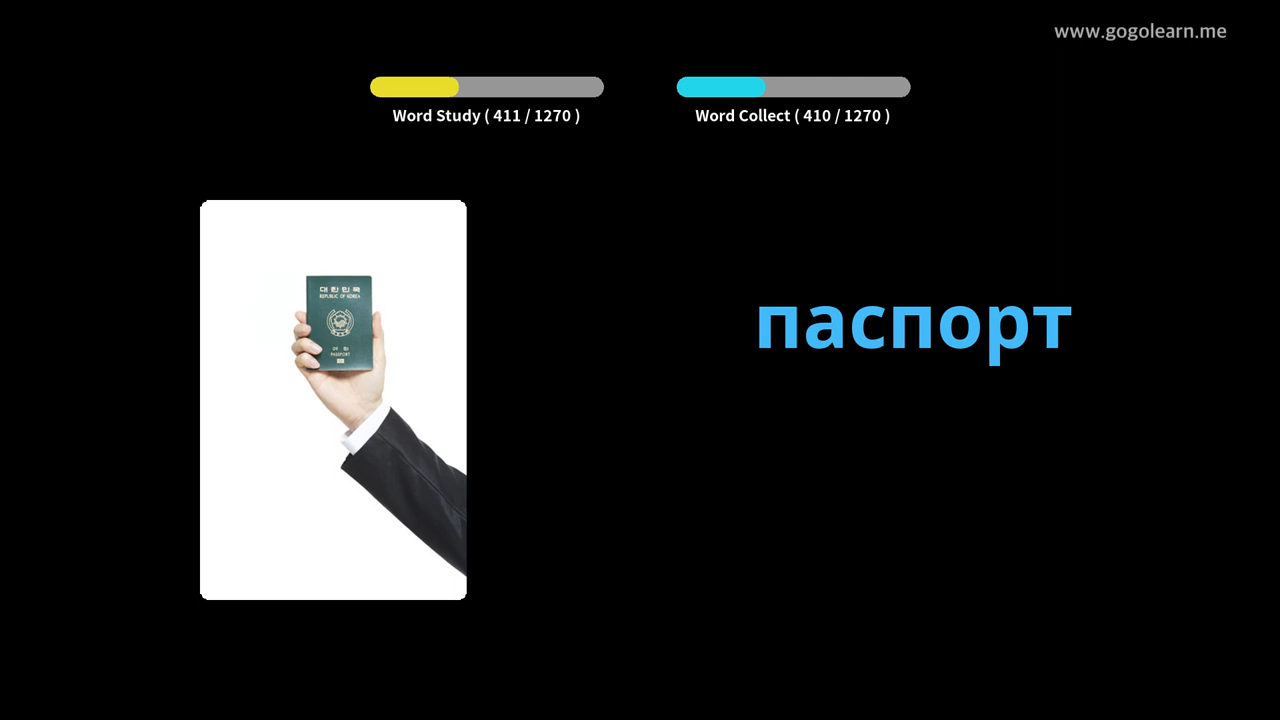 www.gogolearn.me
Word Study ( 411 / 1270 )
Word Collect ( 410 / 1270 )
대한민국
REPUBLIC OF KOREA
여 권
PASSPORT
паспорт